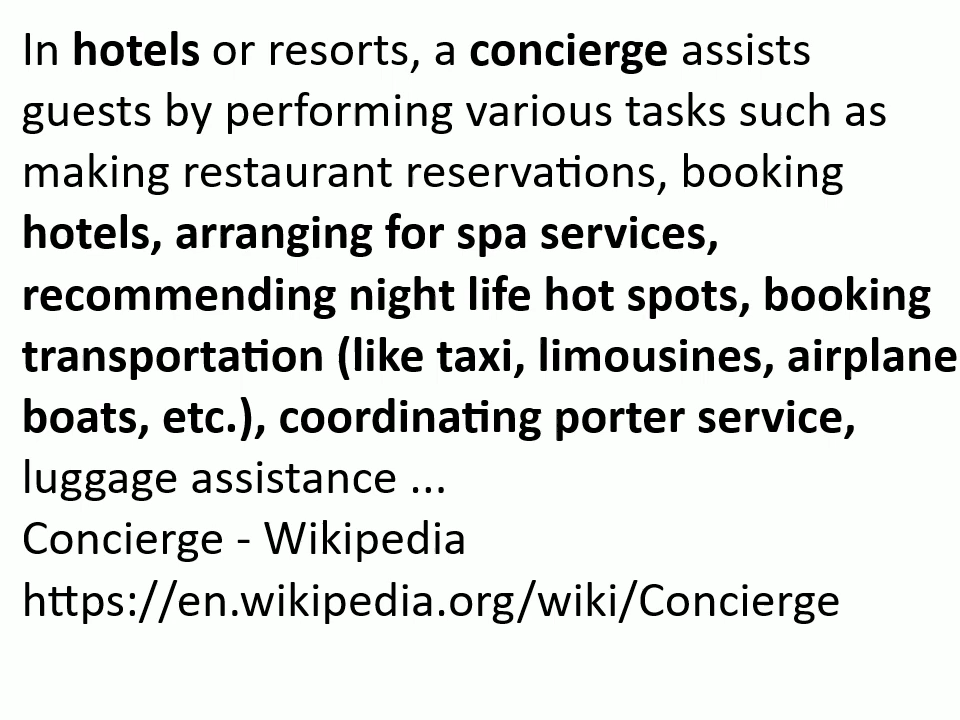 In hotels or resorts, a concierge assists
guests by performing various tasks such as
making restaurant reservations, booking
hotels, arranging for spa services,
recommending night life hot spots, booking
transportation (like taxi, limousines, airplane
boats, etc.), coordinating porter service,
luggage assistance ...
Concierge - Wikipedia
https://en.wikipedia.org/wiki/Concierge